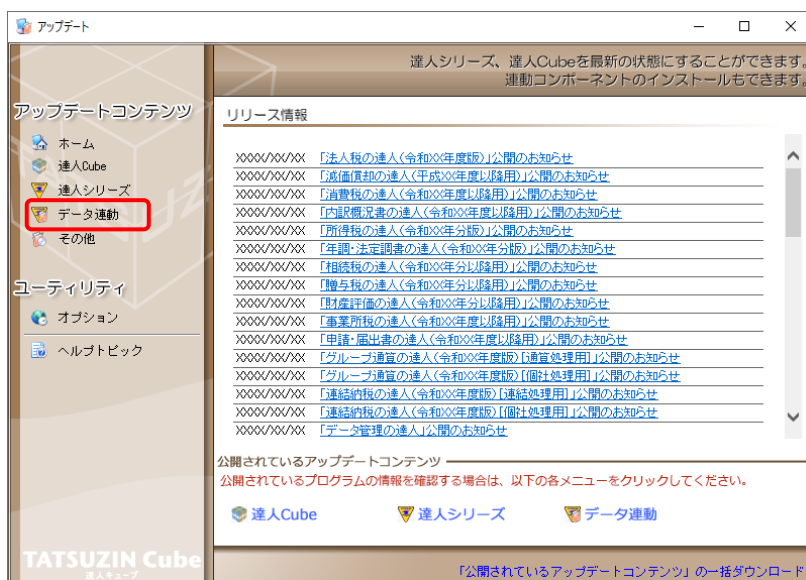 アップデート
達人シリーズ、達人Cubeを最新の状態にすることができます。
連動コンポーネントのインストールもできます。
アップデートコンテンツ
ホーム
達人Cube
達人シリーズ
データ連動
その他
ユーティリティ
オプション
ヘルプトピック
リリース情報
XXXX/XX/XX 「法人税の達人(令和XX年度版)」公開のお知らせ
XXXX/XX/XX 「減価償却の達人(平成XX年度以降用)」公開のお知らせ
XXXX/XX/XX 「消費税の達人(令和XX年度以降用)」公開のお知らせ
XXXX/XX/XX 「内訳概況書の達人(令和XX年度以降用)」公開のお知らせ
XXXX/XX/XX 「所得税の達人(令和XX年分版)」公開のお知らせ
XXXX/XX/XX 「年調・法定調書の達人(令和XX年分版)」公開のお知らせ
XXXX/XX/XX 「相続税の達人(令和XX年分以降用)」公開のお知らせ
XXXX/XX/XX 「贈与税の達人(令和XX年分以降用)」公開のお知らせ
XXXX/XX/XX 「財産評価の達人(令和XX年分以降用)」公開のお知らせ
XXXX/XX/XX 「事業所税の達人(令和XX年度以降用)」公開のお知らせ
XXXX/XX/XX 「申請・届出書の達人(令和XX年度以降用)」公開のお知らせ
XXXX/XX/XX 「グループ通算の達人(令和XX年度版)[通算処理用]」公開のお知らせ
XXXX/XX/XX 「グループ通算の達人(令和XX年度版)[個社処理用]」公開のお知らせ
XXXX/XX/XX 「連結納税の達人(令和XX年度版)[連結処理用]」公開のお知らせ
XXXX/XX/XX 「連結納税の達人(令和XX年度版)[個社処理用]」公開のお知らせ
XXXX/XX/XX 「データ管理の達人」公開のお知らせ
公開されているアップデートコンテンツ
公開されているプログラムの情報を確認する場合は、以下の各メニューをクリックしてください。
達人Cube 達人シリーズ データ連動
TATSUZIN Cube
達人キューブ
「公開されているアップデートコンテンツ」の一括ダウンロード